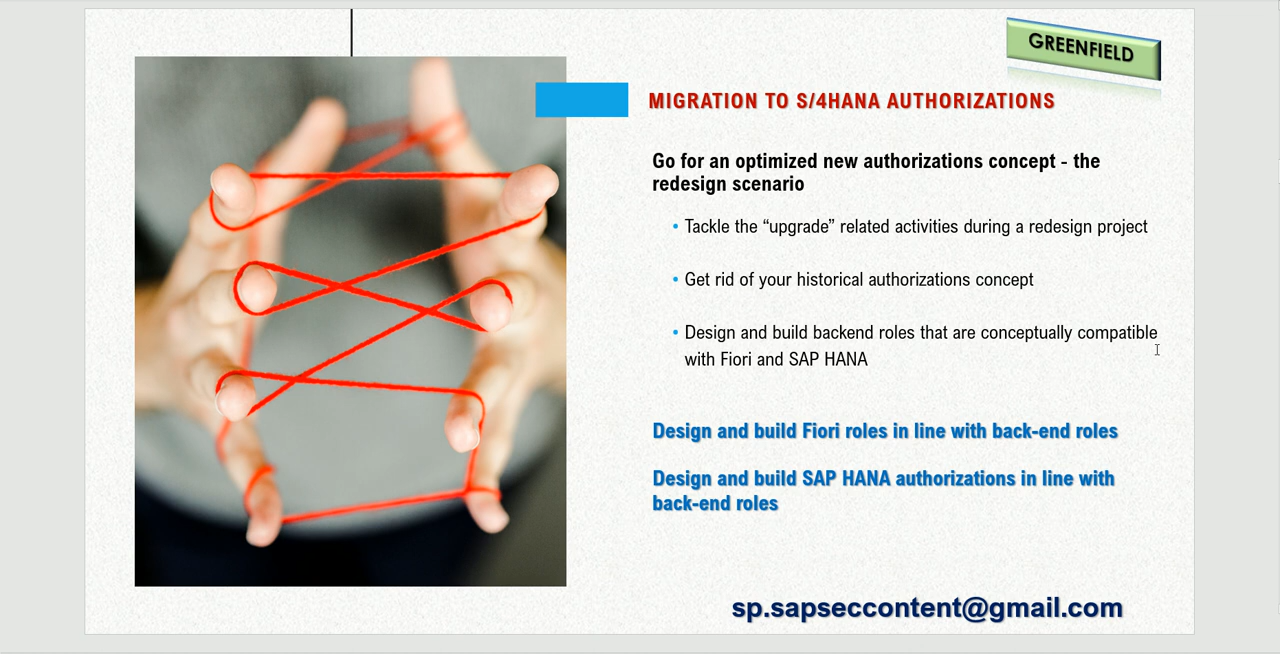 GREENFIELD
MIGRATION TO S/4HANA AUTHORIZATIONS
Go for an optimized new authorizations concept - the
redesign scenario
• Tackle the “upgrade” related activities during a redesign project
• Get rid of your historical authorizations concept
• Design and build backend roles that are conceptually compatible
with Fiori and SAP HANA
Design and build Fiori roles in line with back-end roles
Design and build SAP HANA authorizations in line with
back-end roles
sp.sapseccontent@gmail.com